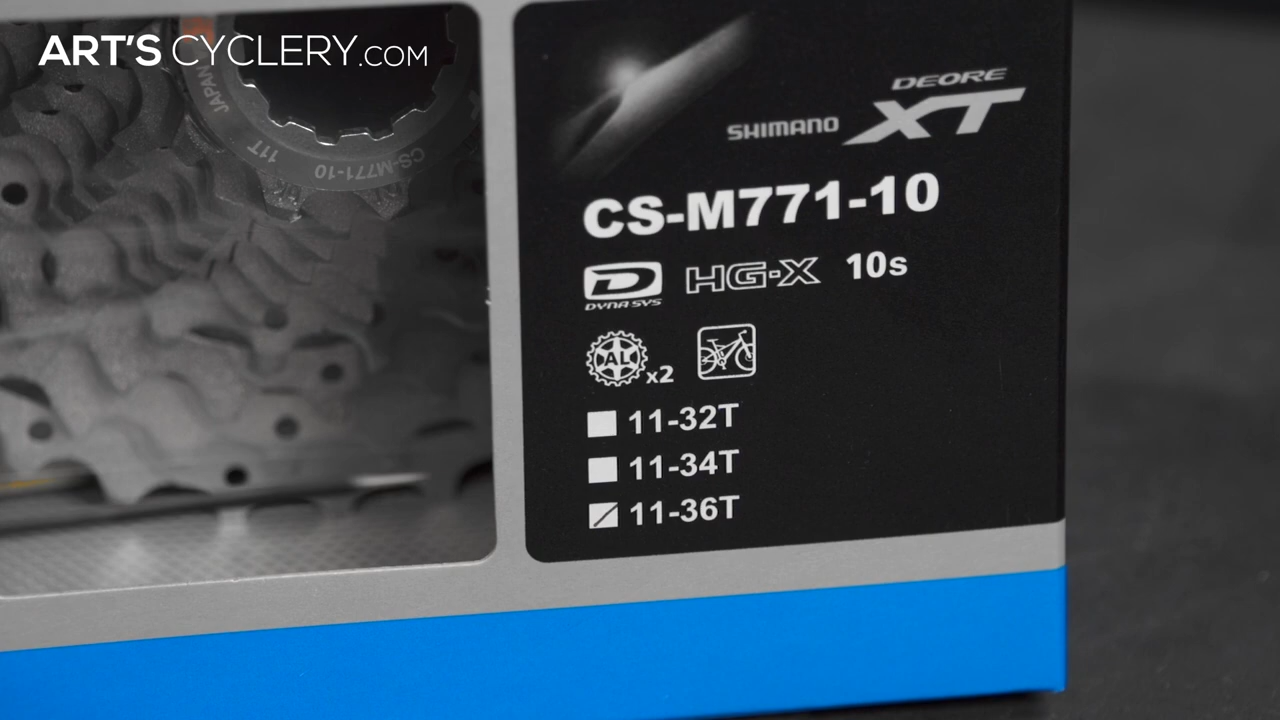 ART'S CYCLERY.COM
JAPAN
11T
CS-M771-10
DEORE
SHIMANO XT
CS-M771-10
D HG-X 10s
DYNA SYS
AL x2
11-32T
11-34T
11-36T